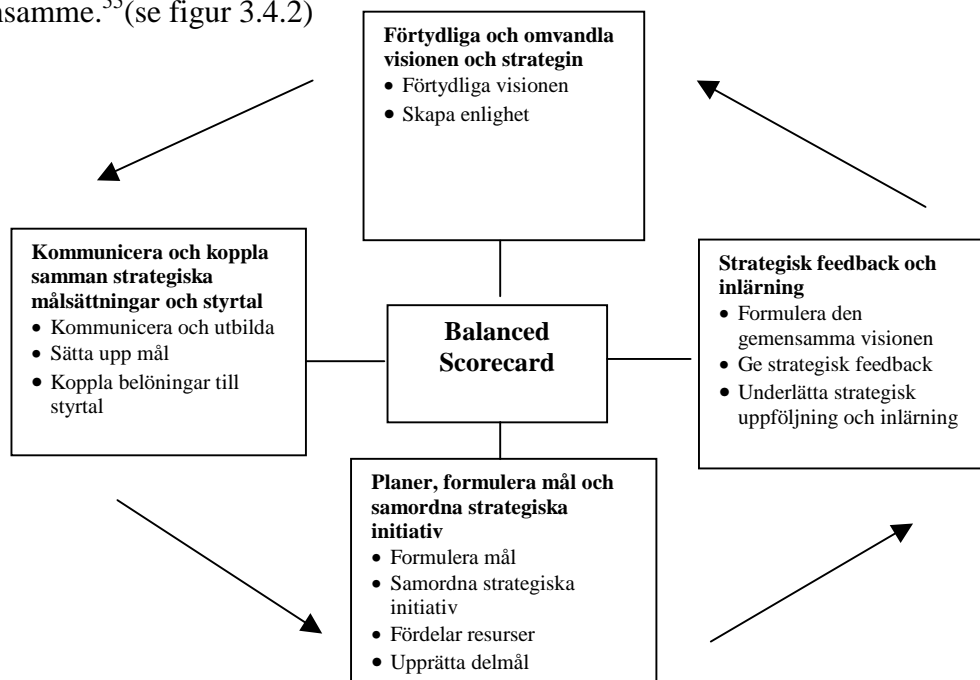 nsamme.⁵⁵(se figur 3.4.2)
Förtydliga och omvandla
visionen och strategin
• Förtydliga visionen
• Skapa enlighet
Kommunicera och koppla
samman strategiska
målsättningar och styrtal
• Kommunicera och utbilda
• Sätta upp mål
• Koppla belöningar till
styrtal
Balanced
Scorecard
Strategisk feedback och
inlärning
• Formulera den
gemensamma visionen
• Ge strategisk feedback
• Underlätta strategisk
uppföljning och inlärning
Planer, formulera mål och
samordna strategiska
initiativ
• Formulera mål
• Samordna strategiska
initiativ
• Fördelar resurser
• Upprätta delmål